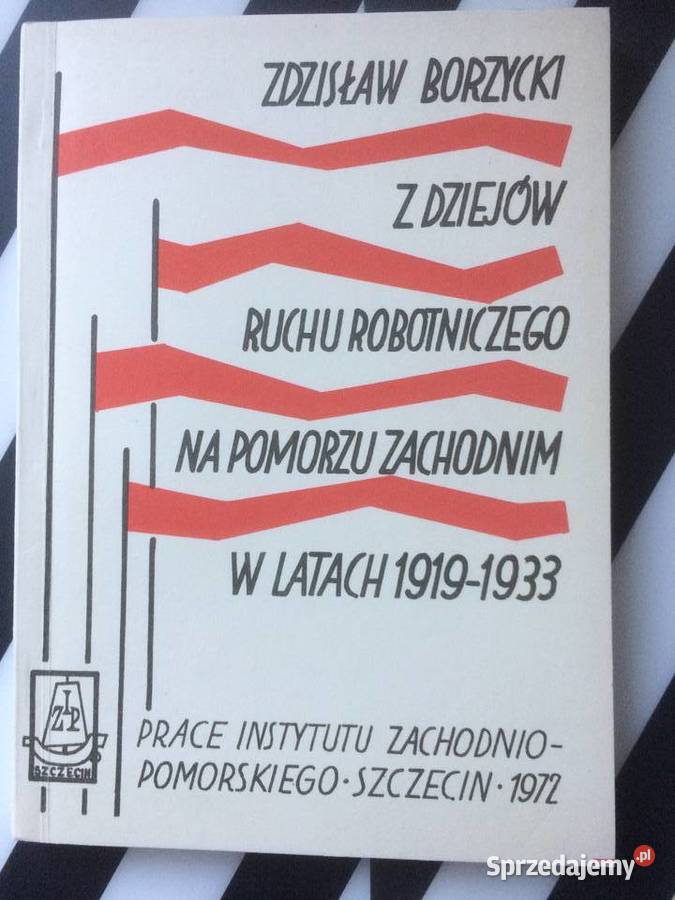 ZDZISŁAW BORZYCKI
Z DZIEJÓW
RUCHU ROBOTNICZEGO
NA POMORZU ZACHODNIM
W LATACH 1919-1933
IZP
SZCZECIN
PRACE INSTYTUTU ZACHODNIO-
POMORSKIEGO · SZCZECIN · 1972
Sprzedajemy.pl